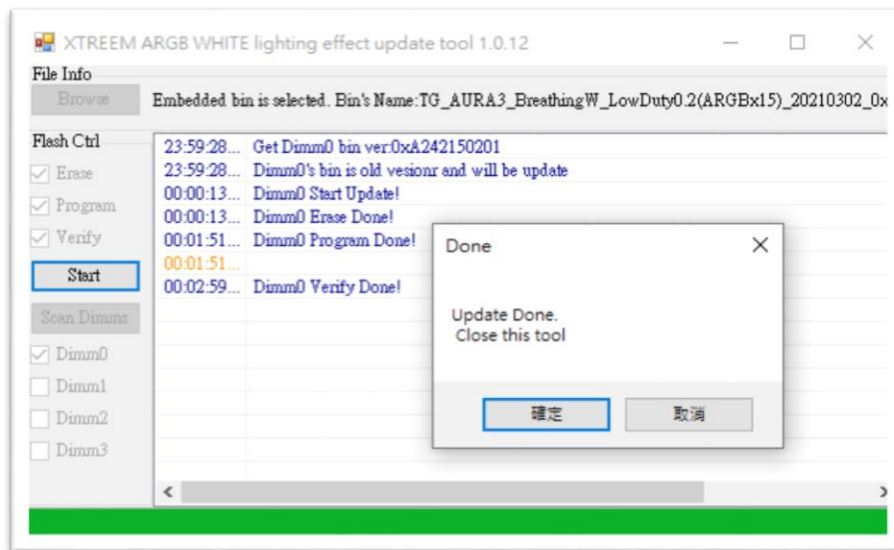 XTREEM ARGB WHITE lighting effect update tool 1.0.12
File Info
Browse
Embedded bin is selected. Bin's Name:TG_AURA3_BreathingW_LowDuty0.2(ARGBx15)_20210302_0x
Flash Ctrl
23:59:28... Get Dimm0 bin ver:0xA242150201
Erase
23:59:28... Dimm0's bin is old vesionr and will be update
00:00:13... Dimm0 Start Update!
Program
00:00:13... Dimm0 Erase Done!
Verify
00:01:51... Dimm0 Program Done!
00:01:51...
Start
00:02:59... Dimm0 Verify Done!
Scan Dimms
Dimm0
Dimm1
Dimm2
Dimm3
Done
Update Done.
Close this tool
確定
取消